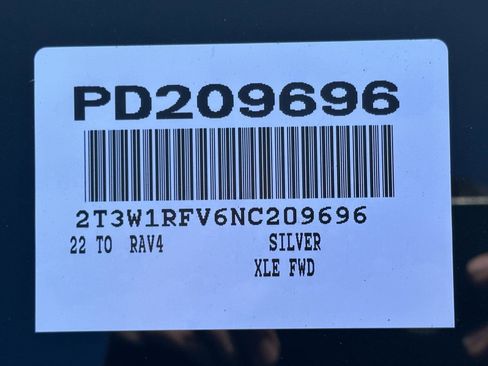 PD209696
2T3W1RFV6NC209696
22 TO RAV4 SILVER
XLE FWD